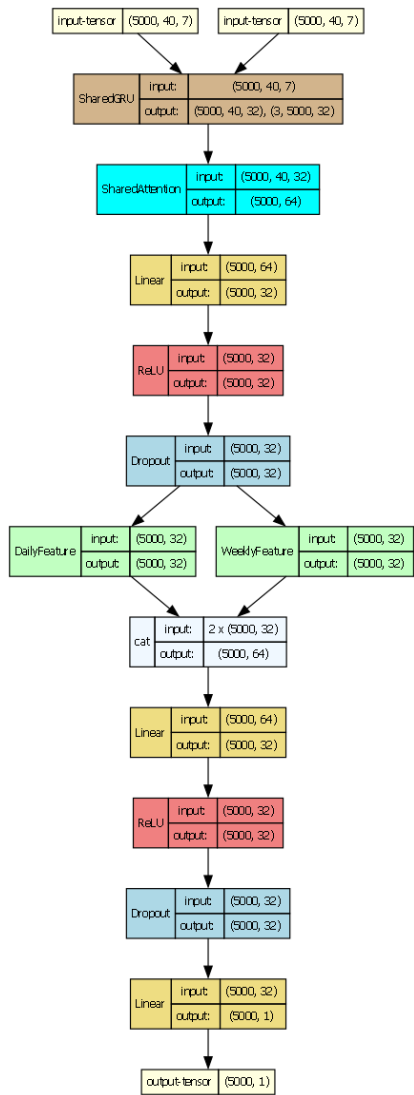 input-tensor (5000, 40, 7)
input-tensor (5000, 40, 7)
SharedGRU
input: (5000, 40, 7)
output: (5000, 40, 32), (3, 5000, 32)
SharedAttention
input: (5000, 40, 32)
output: (5000, 64)
Linear
input: (5000, 64)
output: (5000, 32)
ReLU
input: (5000, 32)
output: (5000, 32)
Dropout
input: (5000, 32)
output: (5000, 32)
DailyFeature
input: (5000, 32)
output: (5000, 32)
WeeklyFeature
input: (5000, 32)
output: (5000, 32)
cat
input: 2 x (5000, 32)
output: (5000, 64)
Linear
input: (5000, 64)
output: (5000, 32)
ReLU
input: (5000, 32)
output: (5000, 32)
Dropout
input: (5000, 32)
output: (5000, 32)
Linear
input: (5000, 32)
output: (5000, 1)
output-tensor (5000, 1)